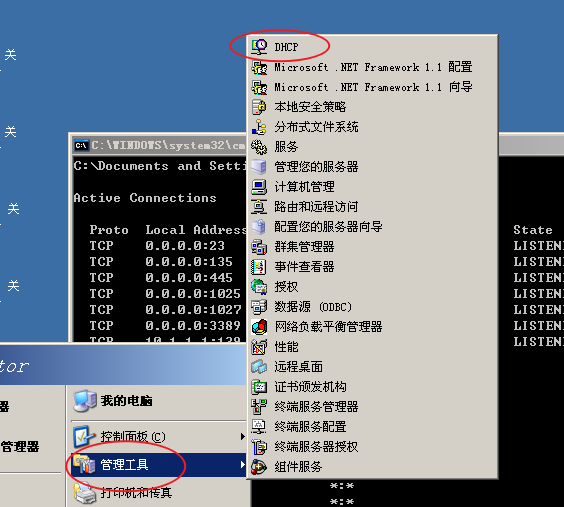 关
关
关
关
DHCP
Microsoft .NET Framework 1.1 配置
Microsoft .NET Framework 1.1 向导
本地安全策略
分布式文件系统
服务
管理您的服务器
计算机管理
路由和远程访问
配置您的服务器向导
群集管理器
事件查看器
授权
数据源 (ODBC)
网络负载平衡管理器
性能
远程桌面
证书颁发机构
终端服务管理器
终端服务配置
终端服务器授权
组件服务
C:\WINDOWS\system32\cm
C:\Documents and Setti
Active Connections
Proto Local Address State
TCP 0.0.0.0:23 LISTEN
TCP 0.0.0.0:135 LISTEN
TCP 0.0.0.0:445 LISTEN
TCP 0.0.0.0:1025 LISTEN
TCP 0.0.0.0:1027 LISTEN
TCP 0.0.0.0:3389 LISTEN
TCP 10.1.1.1:139 LISTEN
tor
器
管理器
我的电脑
控制面板(C)
管理工具
打印机和传真
*:*
*:*